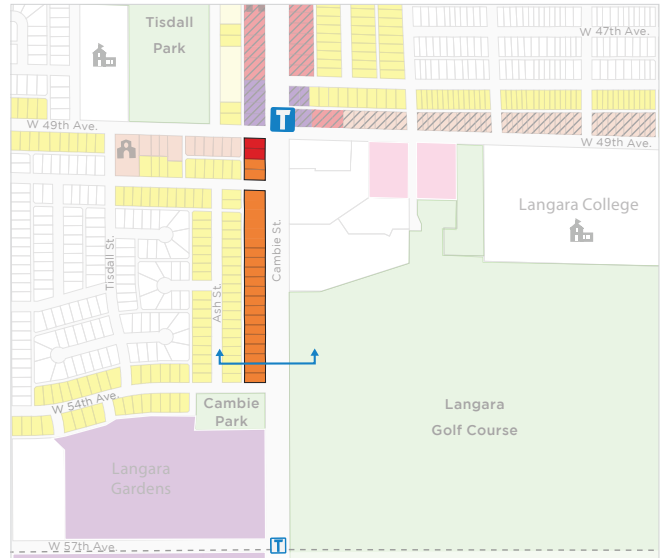 Tisdall
Park
W 47th Ave.
T
W 49th Ave.
W 49th Ave.
Langara College
Tisdall St.
Ash St.
Cambie St.
W 54th Ave.
Cambie
Park
Langara
Golf Course
Langara
Gardens
W 57th Ave.
T